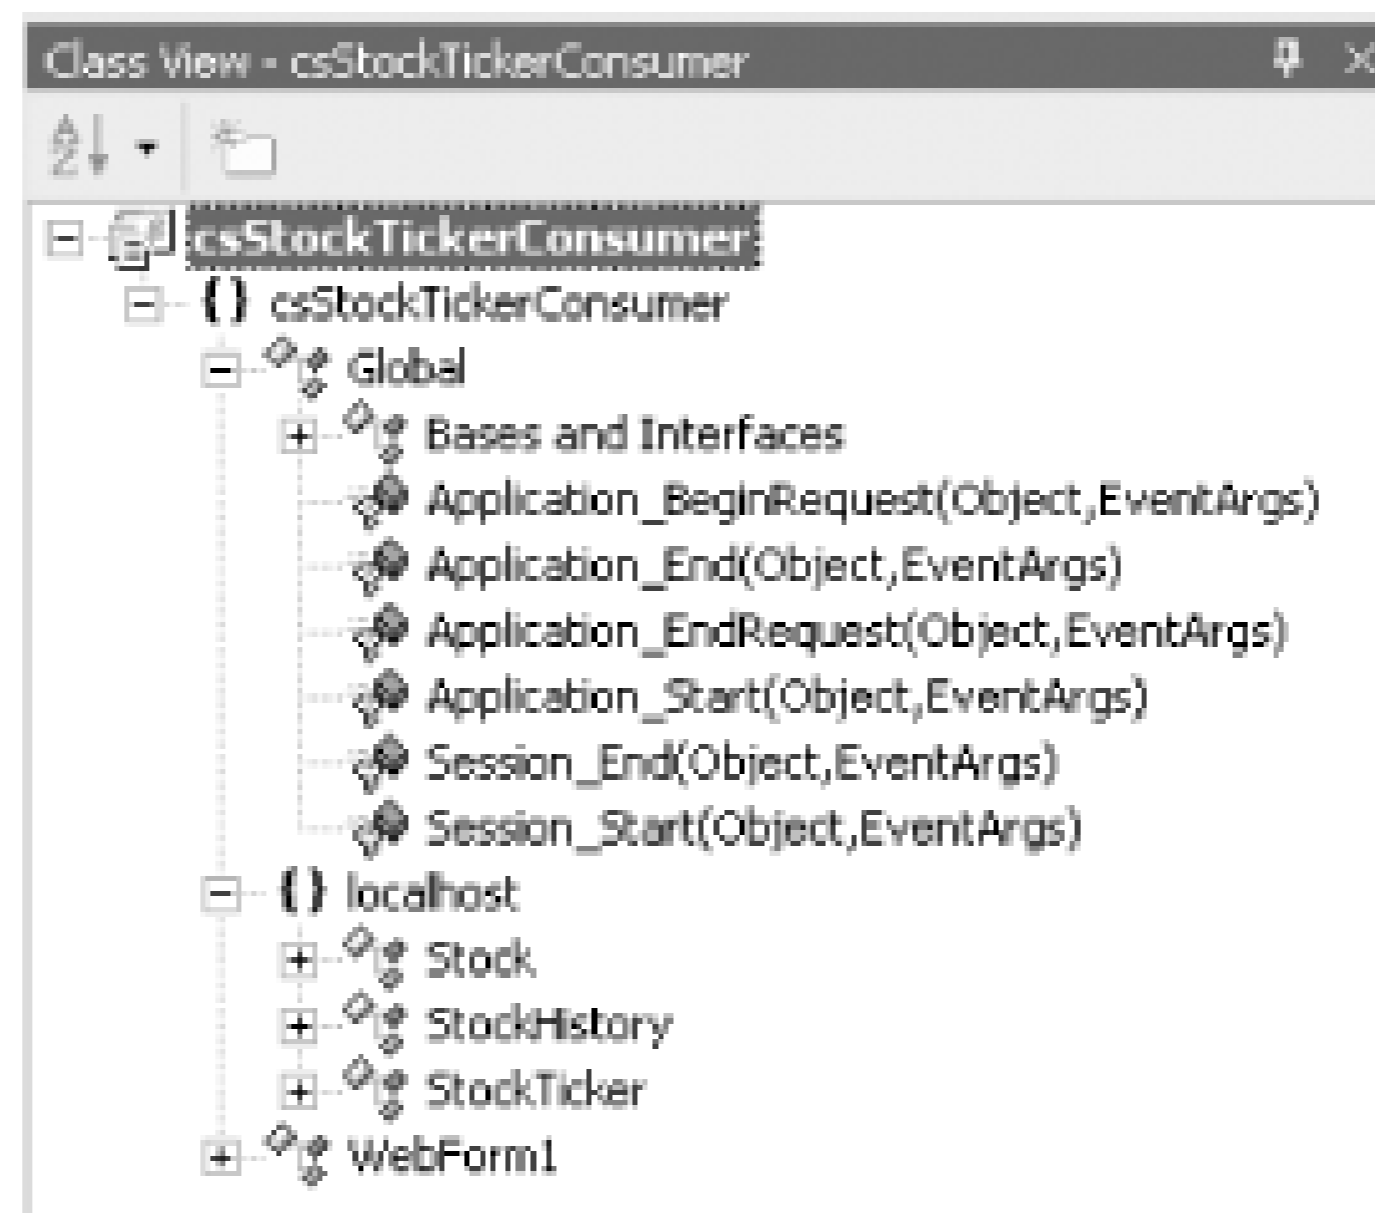 Class View - csStockTickerConsumer
csStockTickerConsumer
{} csStockTickerConsumer
Global
Bases and Interfaces
Application_BeginRequest(Object,EventArgs)
Application_End(Object,EventArgs)
Application_EndRequest(Object,EventArgs)
Application_Start(Object,EventArgs)
Session_End(Object,EventArgs)
Session_Start(Object,EventArgs)
{} localhost
Stock
StockHistory
StockTicker
WebForm1